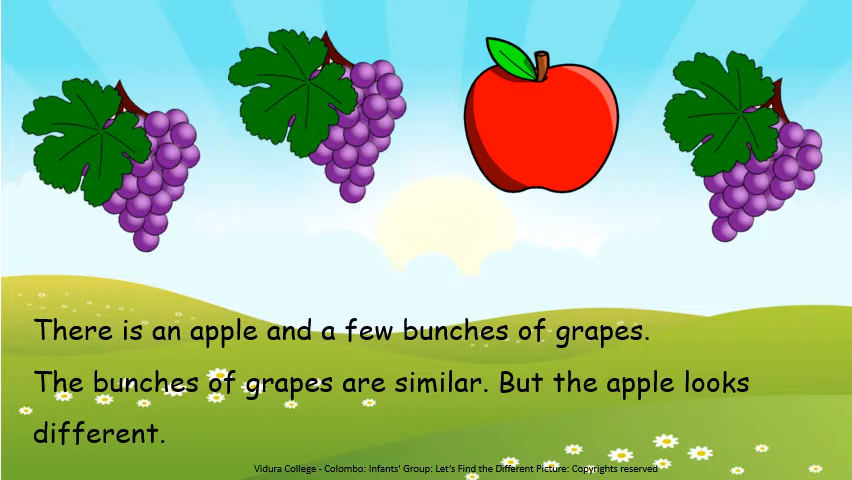 There is an apple and a few bunches of grapes.
The bunches of grapes are similar. But the apple looks
different.
Vidura College - Colombo: Infants' Group: Let's Find the Different Picture: Copyrights reserved